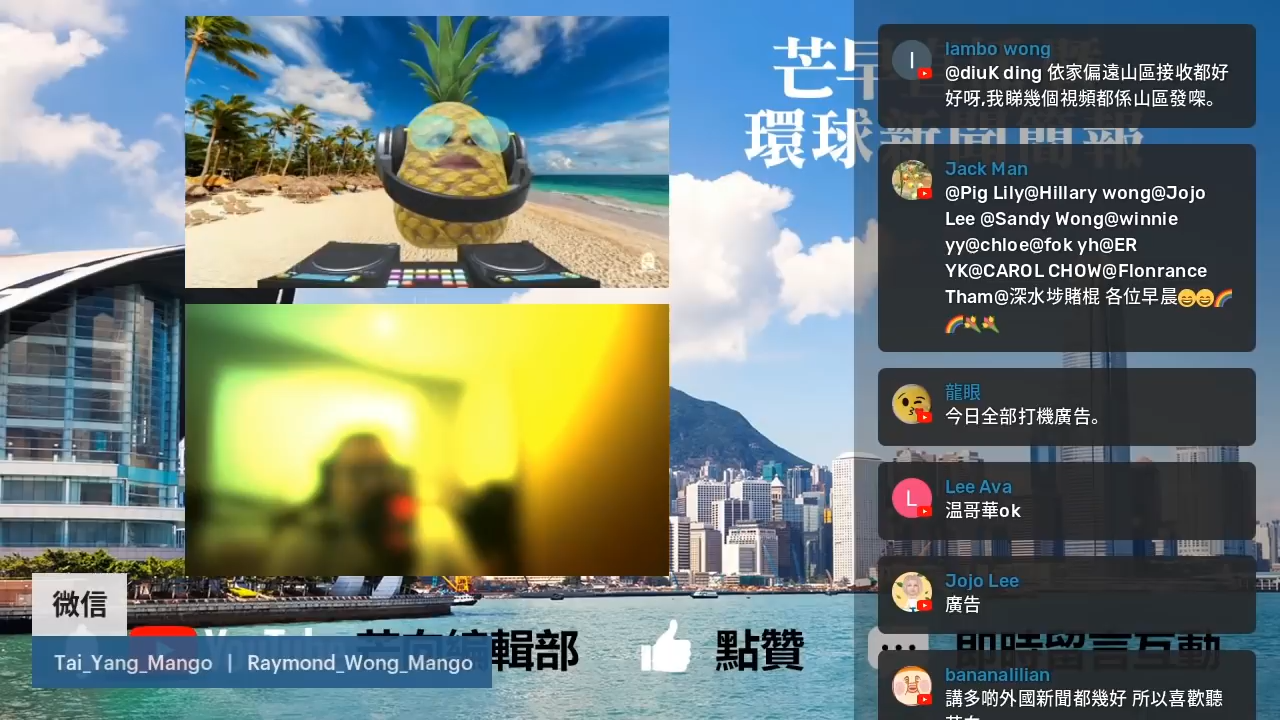 芒早
環球新聞簡報
lambo wong
@diuK ding 依家偏遠山區接收都好
好呀,我睇幾個視頻都係山區發㗎。
Jack Man
@Pig Lily@Hillary wong@Jojo
Lee @Sandy Wong@winnie
yy@chloe@fok yh@ER
YK@CAROL CHOW@Flonrance
Tham@深水埗賭棍 各位早晨😄😄🌈
🌈💐💐
龍眼
今日全部打機廣告。
Lee Ava
温哥華ok
Jojo Lee
廣告
bananalilian
講多啲外國新聞都幾好 所以喜歡聽
微信
Tai_Yang_Mango | Raymond_Wong_Mango
編輯部
點贊
即時留言互動